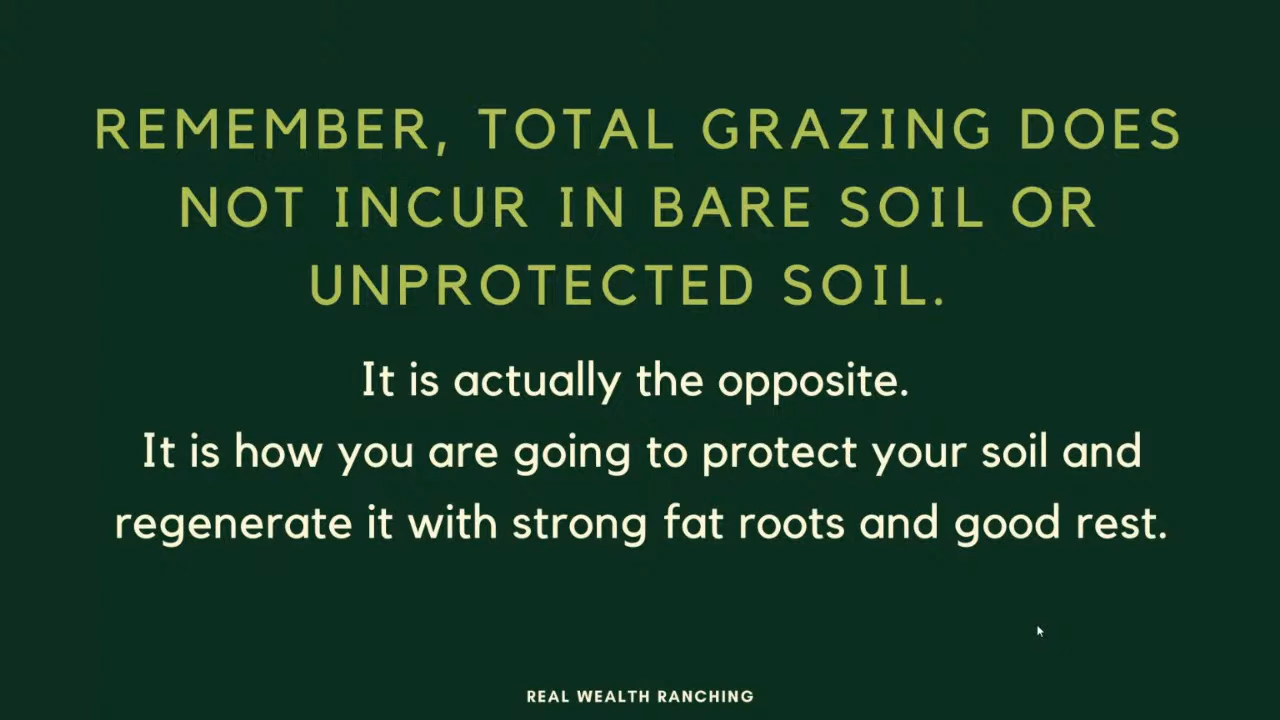 REMEMBER, TOTAL GRAZING DOES
NOT INCUR IN BARE SOIL OR
UNPROTECTED SOIL.
It is actually the opposite.
It is how you are going to protect your soil and
regenerate it with strong fat roots and good rest.
REAL WEALTH RANCHING